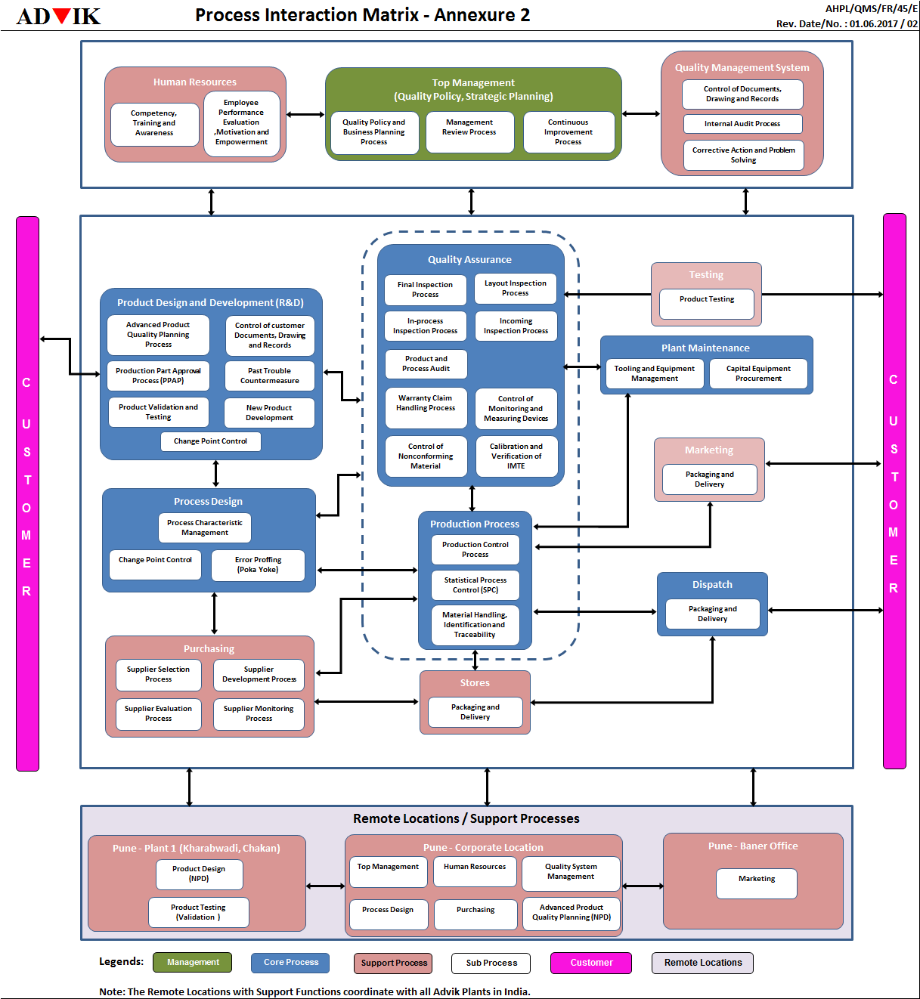 ADVIK
Process Interaction Matrix - Annexure 2
AHPL/QMS/FR/45/E
Rev. Date/No. : 01.06.2017 / 02
Human Resources
Competency,
Training and
Awareness
Employee
Performance
Evaluation
,Motivation and
Empowerment
Top Management
(Quality Policy, Strategic Planning)
Quality Policy and
Business Planning
Process
Management
Review Process
Continuous
Improvement
Process
Quality Management System
Control of Documents,
Drawing and Records
Internal Audit Process
Corrective Action and Problem
Solving
C
U
S
T
O
M
E
R
Product Design and Development (R&D)
Advanced Product
Ququality Planning
Process
Control of customer
Documents, Drawing
and Records
Production Part Approval
Process (PPAP)
Past Trouble
Countermeasure
Product Validation and
Testing
New Product
Development
Change Point Control
Process Design
Process Characteristic
Management
Change Point Control
Error Proffing
(Poka Yoke)
Purchasing
Supplier Selection
Process
Supplier
Development Process
Supplier Evaluation
Process
Supplier Monitoring
Process
Quality Assurance
Final Inspection
Process
Layout Inspection
Process
In-process
Inspection Process
Incoming
Inspection Process
Product and
Process Audit
Warranty Claim
Handling Process
Control of
Monitoring and
Measuring Devices
Control of
Nonconforming
Material
Calibration and
Verification of
IMTE
Production Process
Production Control
Process
Statistical Process
Control (SPC)
Material Handling,
Identification and
Traceability
Stores
Packaging and
Delivery
Testing
Product Testing
Plant Maintenance
Tooling and Equipment
Management
Capital Equipment
Procurement
Marketing
Packaging and
Delivery
Dispatch
Packaging and
Delivery
C
U
S
T
O
M
E
R
Remote Locations / Support Processes
Pune - Plant 1 (Kharabwadi, Chakan)
Product Design
(NPD)
Product Testing
(Validation )
Pune - Corporate Location
Top Management
Human Resources
Quality System
Management
Process Design
Purchasing
Advanced Product
Quality Planning (NPD)
Pune - Baner Office
Marketing
Legends:
Management
Core Process
Support Process
Sub Process
Customer
Remote Locations
Note: The Remote Locations with Support Functions coordinate with all Advik Plants in India.